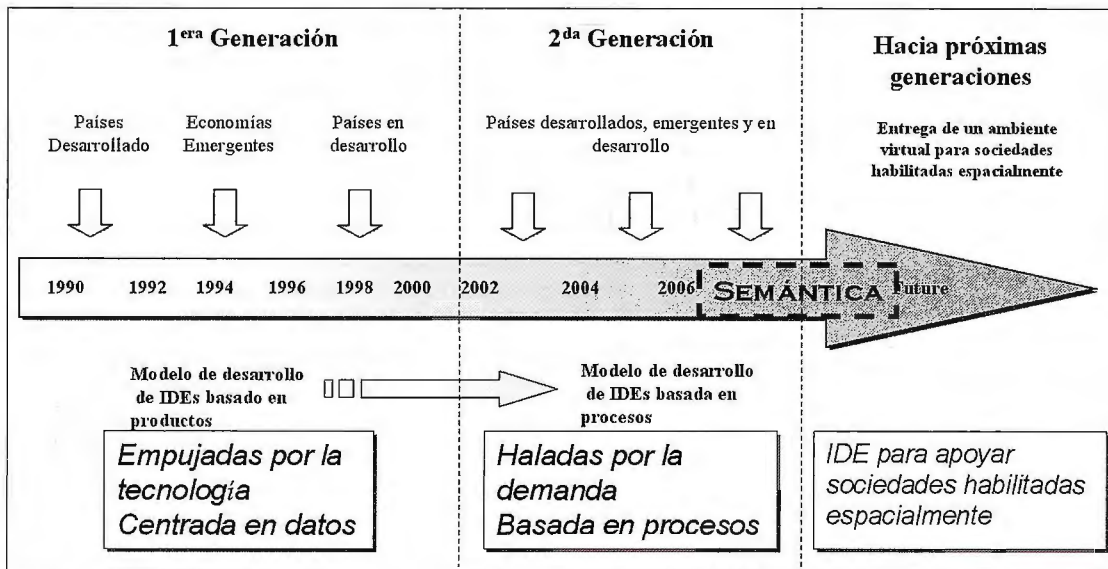 1era Generación
2da Generación
Hacia próximas
generaciones
Países
Desarrollado
Economías
Emergentes
Países en
desarrollo
Países desarrollados, emergentes y en
desarrollo
Entrega de un ambiente
virtual para sociedades
habilitadas espacialmente
1990 1992 1994 1996 1998 2000 2002 2004 2006 SEMÁNTICA Future
Modelo de desarrollo
de IDEs basado en
productos
Modelo de desarrollo
de IDEs basada en
procesos
Empujadas por la
tecnología
Centrada en datos
Haladas por la
demanda
Basada en procesos
IDE para apoyar
sociedades habilitadas
espacialmente